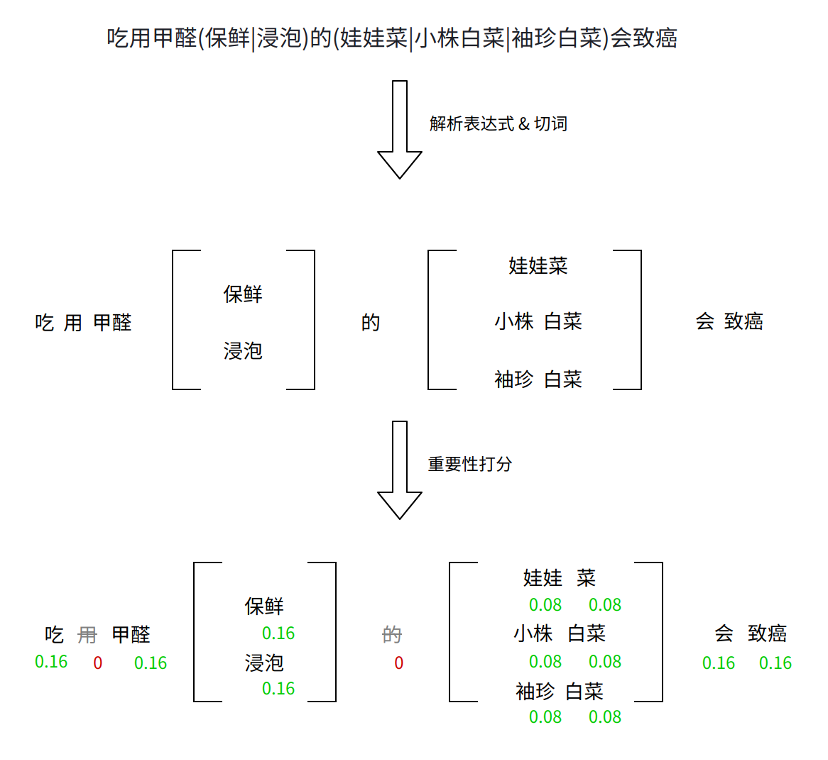 吃用甲醛(保鲜|浸泡)的(娃娃菜|小株白菜|袖珍白菜)会致癌
解析表达式 & 切词
娃娃菜
保鲜
吃 用 甲醛 的 小株 白菜 会 致癌
浸泡
袖珍 白菜
重要性打分
娃娃 菜
0.08 0.08
保鲜
吃 用 甲醛 0.16 的 小株 白菜 会 致癌
0.16 0 0.16 浸泡 0 0.08 0.08 0.16 0.16
0.16 袖珍 白菜
0.08 0.08